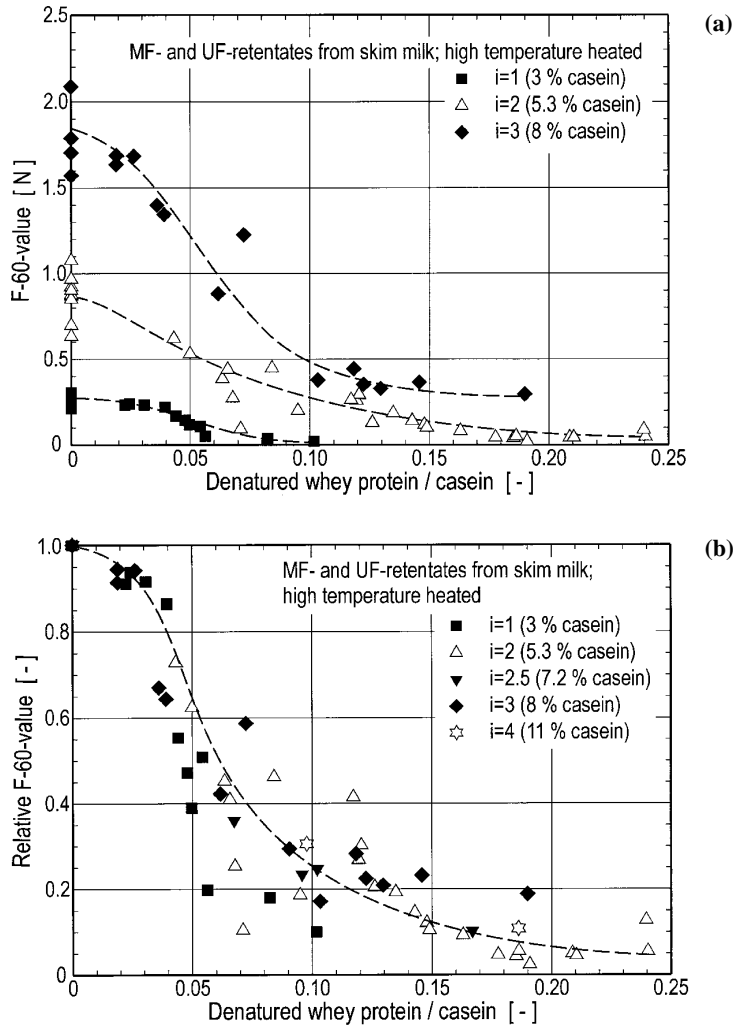 (a)
MF- and UF-retentates from skim milk; high temperature heated
i=1 (3 % casein)
i=2 (5.3 % casein)
i=3 (8 % casein)
F-60-value [ N ]
2.5
2.0
1.5
1.0
0.5
0
0 0.05 0.10 0.15 0.20 0.25
Denatured whey protein / casein [ - ]
(b)
MF- and UF-retentates from skim milk;
high temperature heated
i=1 (3 % casein)
i=2 (5.3 % casein)
i=2.5 (7.2 % casein)
i=3 (8 % casein)
i=4 (11 % casein)
Relative F-60-value [ - ]
1.0
0.8
0.6
0.4
0.2
0
0 0.05 0.10 0.15 0.20 0.25
Denatured whey protein / casein [ - ]